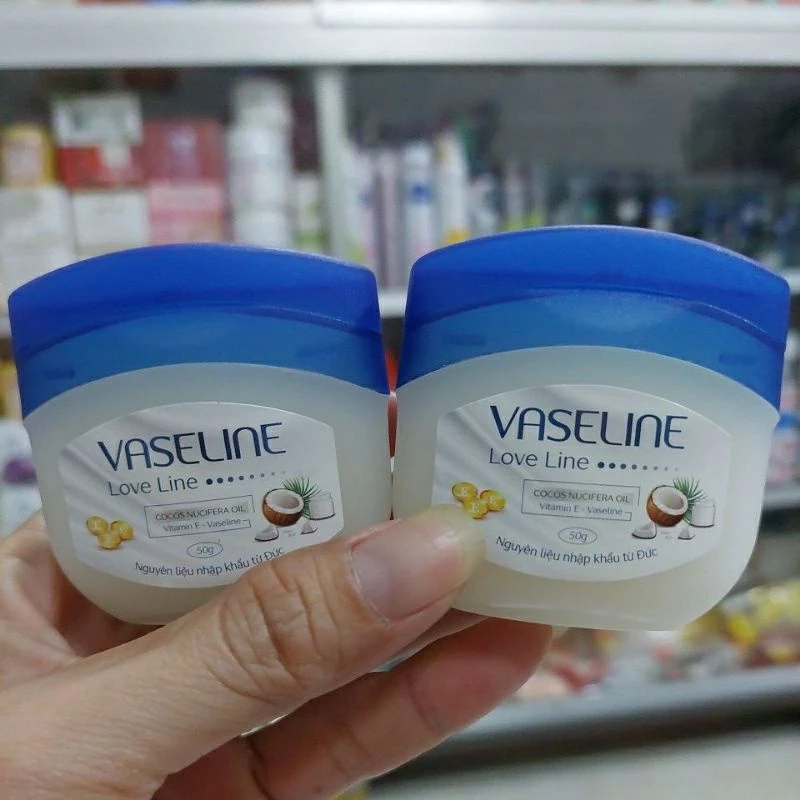 VASELINE
Love Line
COCOS NUCIFERA OIL
Vitamin E - Vaseline
E E E
50g
Nguyên liệu nhập khẩu từ Đức
VASELINE
Love Line
COCOS NUCIFERA OIL
Vitamin E - Vaseline
E E E
50g
Nguyên liệu nhập khẩu từ Đức